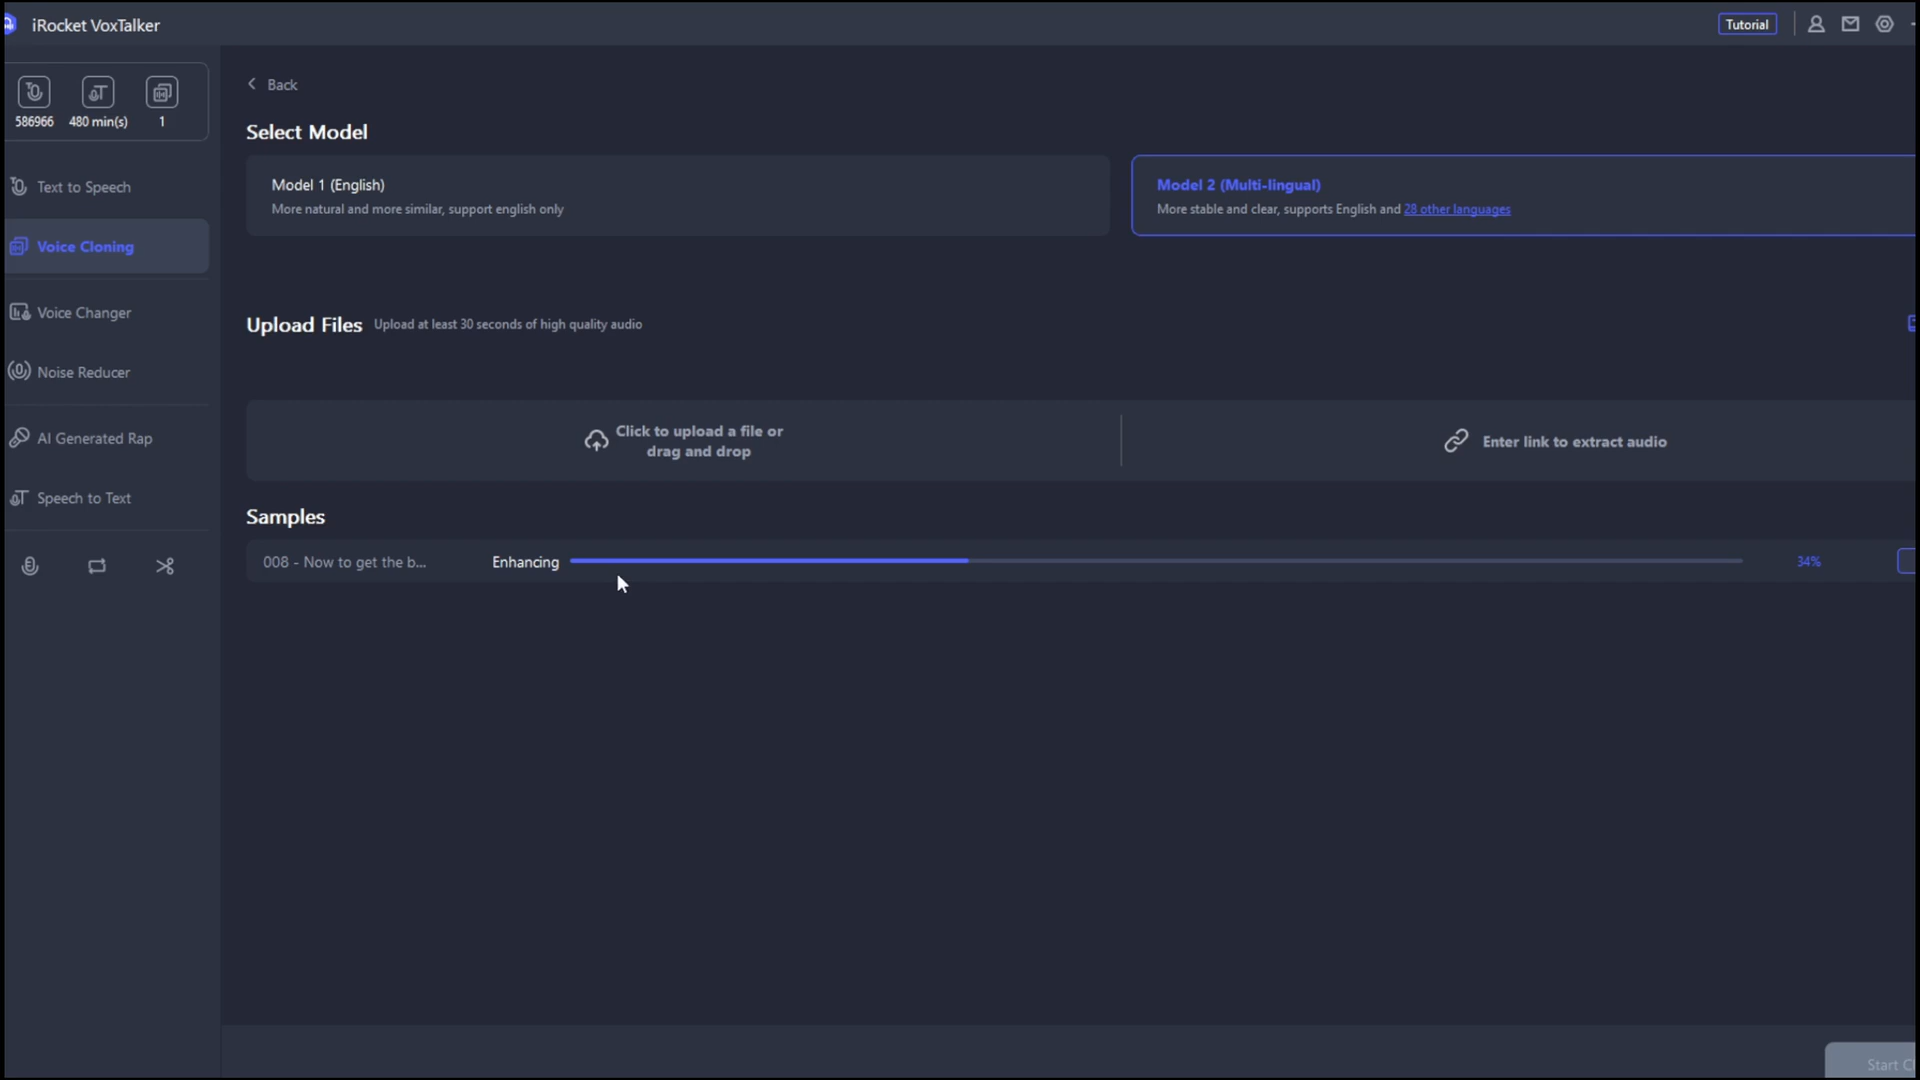 iRocket VoxTalker
Tutorial
586966
480 min(s)
1
Text to Speech
Voice Cloning
Voice Changer
Noise Reducer
AI Generated Rap
Speech to Text
Back
Select Model
Model 1 (English)
More natural and more similar, support english only
Model 2 (Multi-lingual)
More stable and clear, supports English and 28 other languages
Upload Files Upload at least 30 seconds of high quality audio
Click to upload a file or
drag and drop
Enter link to extract audio
Samples
008 - Now to get the b... Enhancing 34%
Start C